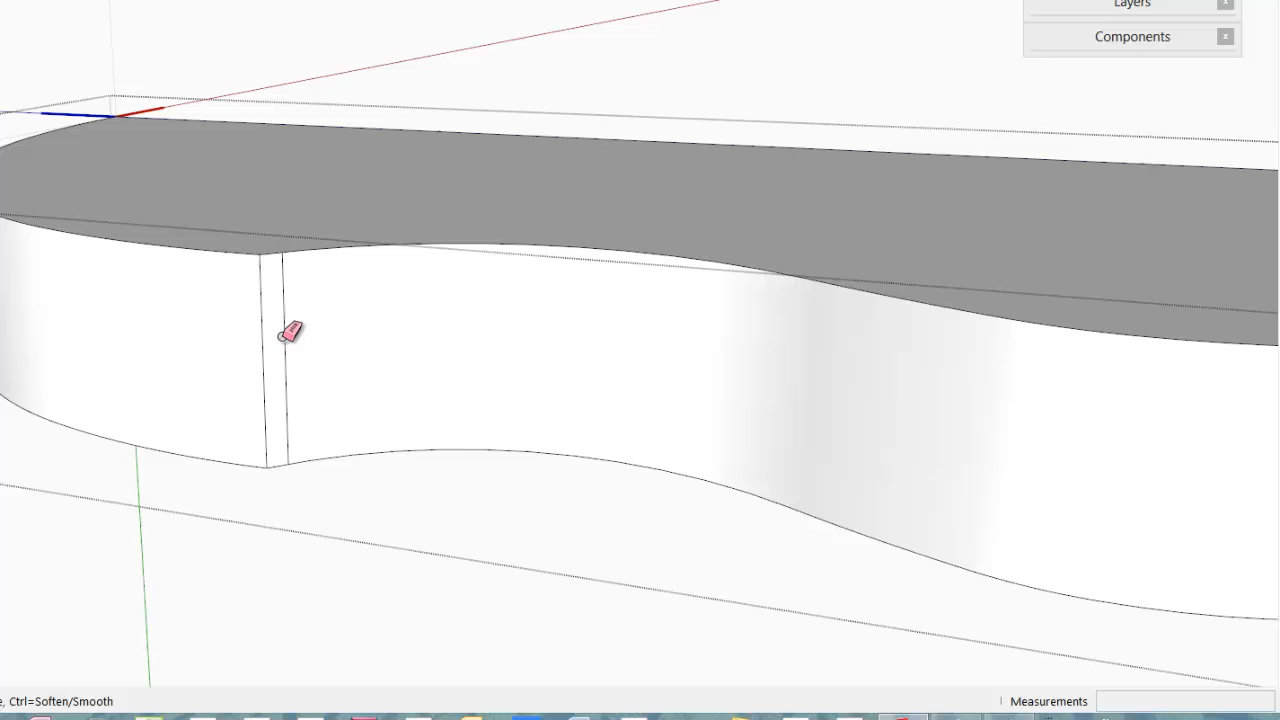 Layers
x
Components
x
e, Ctrl=Soften/Smooth
Measurements